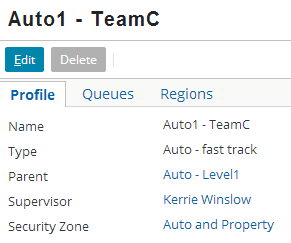 Auto1 - TeamC
Edit Delete
Profile Queues Regions
Name Auto1 - TeamC
Type Auto - fast track
Parent Auto - Level1
Supervisor Kerrie Winslow
Security Zone Auto and Property